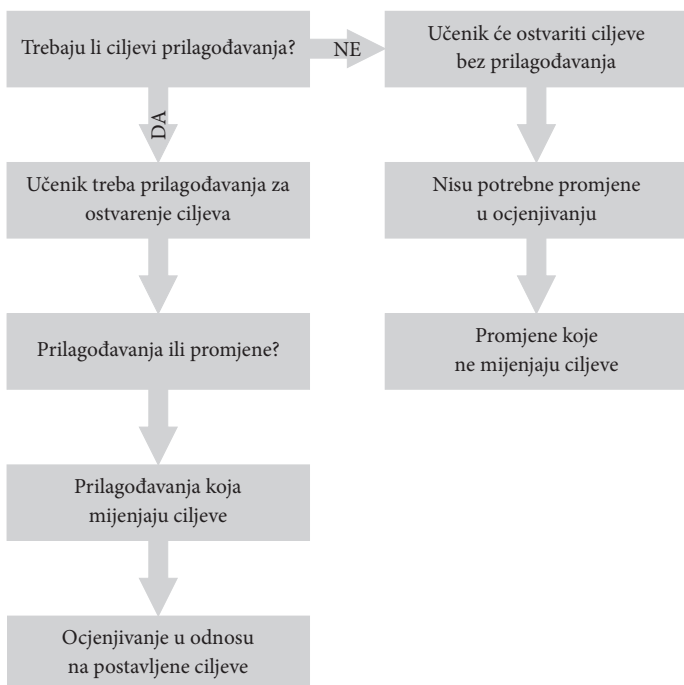 Trebaju li ciljevi prilagođavanja?
NE
Učenik će ostvariti ciljeve
bez prilagođavanja
DA
Učenik treba prilagođavanja za
ostvarenje ciljeva
Nisu potrebne promjene
u ocjenjivanju
Prilagođavanja ili promjene?
Promjene koje
ne mijenjaju ciljeve
Prilagođavanja koja
mijenjaju ciljeve
Ocjenjivanje u odnosu
na postavljene ciljeve